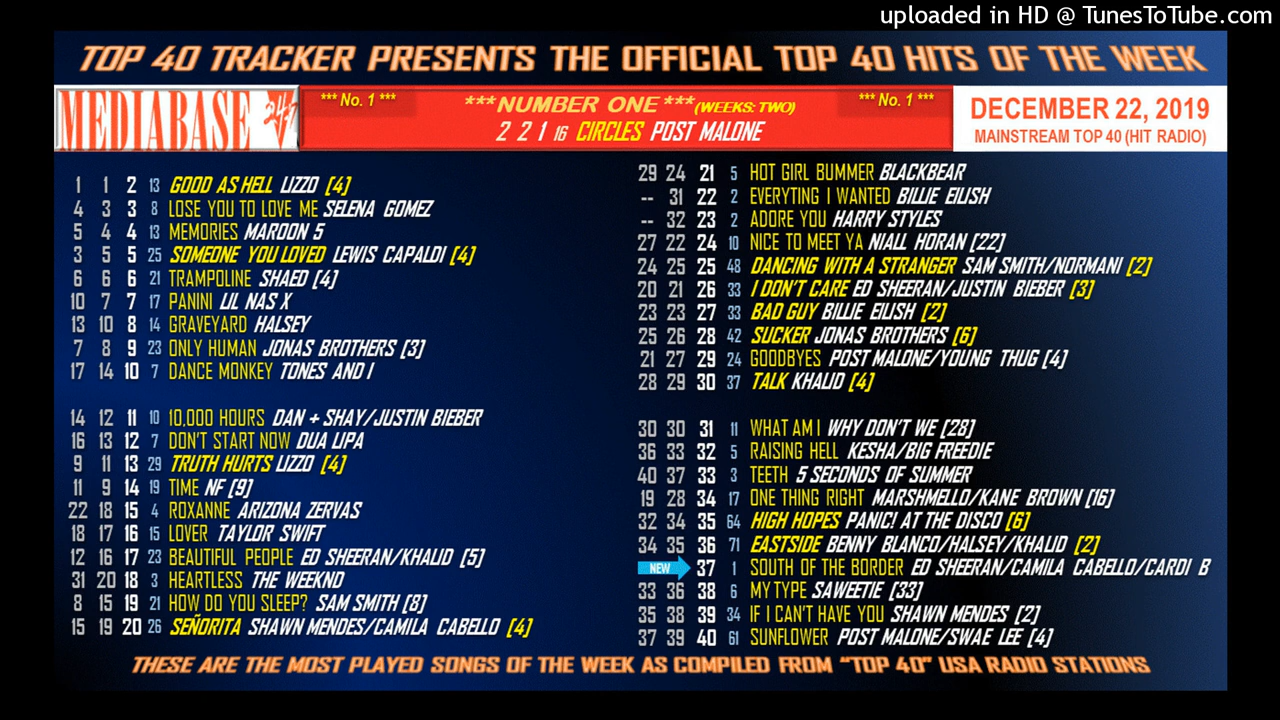 uploaded in HD @ TunesToTube.com
TOP 40 TRACKER PRESENTS THE OFFICIAL TOP 40 HITS OF THE WEEK
MEDIABASE 24/7
*** No. 1 ***
***NUMBER ONE***(WEEKS: TWO)
*** No. 1 ***
2 2 1 16 CIRCLES POST MALONE
DECEMBER 22, 2019
MAINSTREAM TOP 40 (HIT RADIO)
1 1 2 13 GOOD AS HELL LIZZO [4]
4 3 3 8 LOSE YOU TO LOVE ME SELENA GOMEZ
5 4 4 13 MEMORIES MAROON 5
3 5 5 25 SOMEONE YOU LOVED LEWIS CAPALDI [4]
6 6 6 21 TRAMPOLINE SHAED [4]
10 7 7 17 PANINI LIL NAS X
13 10 8 14 GRAVEYARD HALSEY
7 8 9 23 ONLY HUMAN JONAS BROTHERS [3]
17 14 10 7 DANCE MONKEY TONES AND I
14 12 11 10 10,000 HOURS DAN + SHAY/JUSTIN BIEBER
16 13 12 7 DON'T START NOW DUA LIPA
9 11 13 29 TRUTH HURTS LIZZO [4]
11 9 14 19 TIME NF [9]
22 18 15 4 ROXANNE ARIZONA ZERVAS
18 17 16 15 LOVER TAYLOR SWIFT
12 16 17 23 BEAUTIFUL PEOPLE ED SHEERAN/KHALID [5]
31 20 18 3 HEARTLESS THE WEEKND
8 15 19 21 HOW DO YOU SLEEP? SAM SMITH [8]
15 19 20 26 SEÑORITA SHAWN MENDES/CAMILA CABELLO [4]
29 24 21 5 HOT GIRL BUMMER BLACKBEAR
-- 31 22 2 EVERYTING I WANTED BILLIE EILISH
-- 32 23 2 ADORE YOU HARRY STYLES
27 22 24 10 NICE TO MEET YA NIALL HORAN [22]
24 25 25 48 DANCING WITH A STRANGER SAM SMITH/NORMANI [2]
20 21 26 33 I DON'T CARE ED SHEERAN/JUSTIN BIEBER [3]
23 23 27 33 BAD GUY BILLIE EILISH [2]
25 26 28 42 SUCKER JONAS BROTHERS [6]
21 27 29 24 GOODBYES POST MALONE/YOUNG THUG [4]
28 29 30 37 TALK KHALID [4]
30 30 31 11 WHAT AM I WHY DON'T WE [28]
36 33 32 5 RAISING HELL KESHA/BIG FREEDIE
40 37 33 3 TEETH 5 SECONDS OF SUMMER
19 28 34 17 ONE THING RIGHT MARSHMELLO/KANE BROWN [16]
32 34 35 64 HIGH HOPES PANIC! AT THE DISCO [6]
34 35 36 71 EASTSIDE BENNY BLANCO/HALSEY/KHALID [2]
NEW 37 1 SOUTH OF THE BORDER ED SHEERAN/CAMILA CABELLO/CARDI B
33 36 38 6 MY TYPE SAWEETIE [33]
35 38 39 34 IF I CAN'T HAVE YOU SHAWN MENDES [2]
37 39 40 61 SUNFLOWER POST MALONE/SWAE LEE [4]
THESE ARE THE MOST PLAYED SONGS OF THE WEEK AS COMPILED FROM “TOP 40” USA RADIO STATIONS